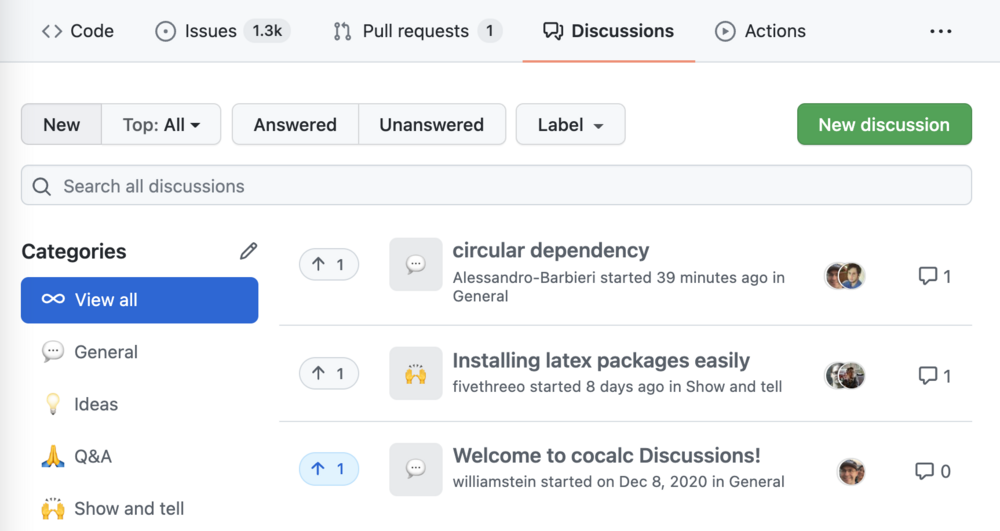 Code Issues 1.3k Pull requests 1 Discussions Actions
New Top: All Answered Unanswered Label New discussion
Search all discussions
Categories
View all
General
Ideas
Q&A
Show and tell
1 circular dependency 1
Alessandro-Barbieri started 39 minutes ago in
General
1 Installing latex packages easily 1
fivethreeo started 8 days ago in Show and tell
1 Welcome to cocalc Discussions! 0
williamstein started on Dec 8, 2020 in General